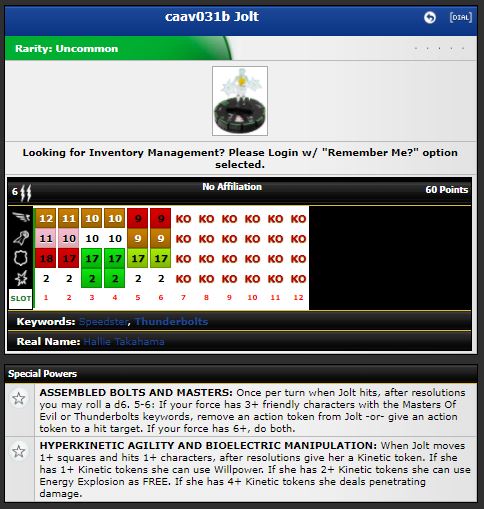 caav031b Jolt
[DIAL]
Rarity: Uncommon
. . . . .
Looking for Inventory Management? Please Login w/ "Remember Me?" option
selected.
6 No Affiliation 60 Points
12 11 10 10 9 9 KO KO KO KO KO KO
11 10 10 10 9 9 KO KO KO KO KO KO
18 17 17 17 17 17 KO KO KO KO KO KO
2 2 2 2 2 2 KO KO KO KO KO KO
SLOT 1 2 3 4 5 6 7 8 9 10 11 12
Keywords: Speedster, Thunderbolts
Real Name: Hallie Takahama
Special Powers
ASSEMBLED BOLTS AND MASTERS: Once per turn when Jolt hits, after resolutions
you may roll a d6. 5-6: If your force has 3+ friendly characters with the Masters Of
Evil or Thunderbolts keywords, remove an action token from Jolt -or- give an action
token to a hit target. If your force has 6+, do both.
HYPERKINETIC AGILITY AND BIOELECTRIC MANIPULATION: When Jolt moves
1+ squares and hits 1+ characters, after resolutions give her a Kinetic token. If she
has 1+ Kinetic tokens she can use Willpower. If she has 2+ Kinetic tokens she can use
Energy Explosion as FREE. If she has 4+ Kinetic tokens she deals penetrating
damage.